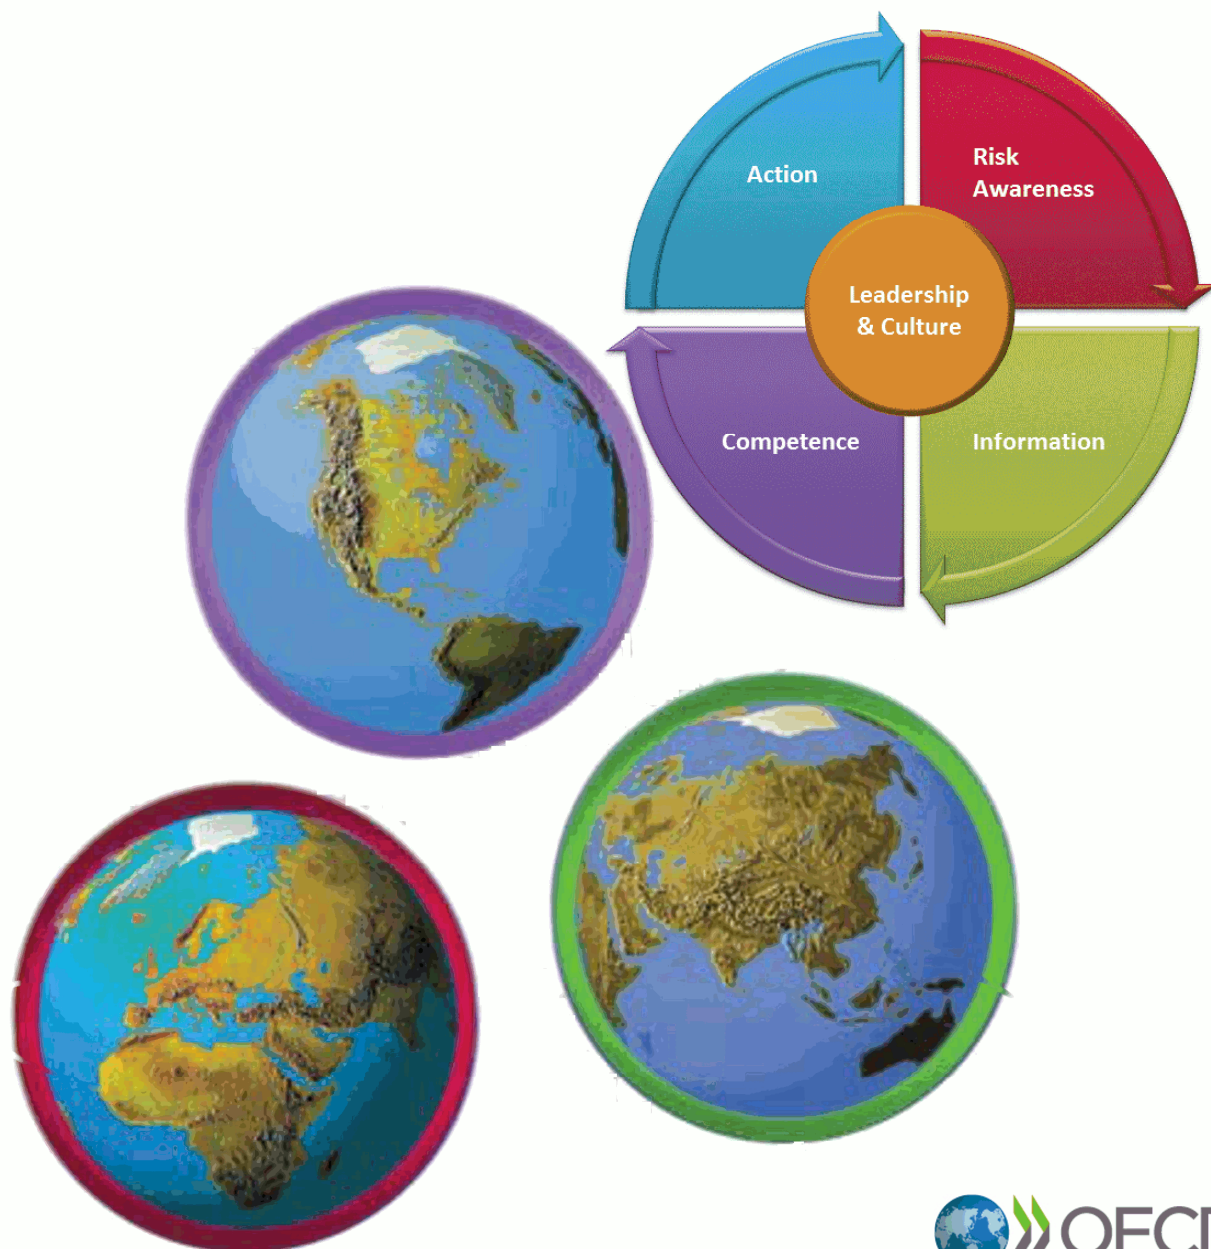 Action
Risk
Awareness
Leadership
& Culture
Competence
Information